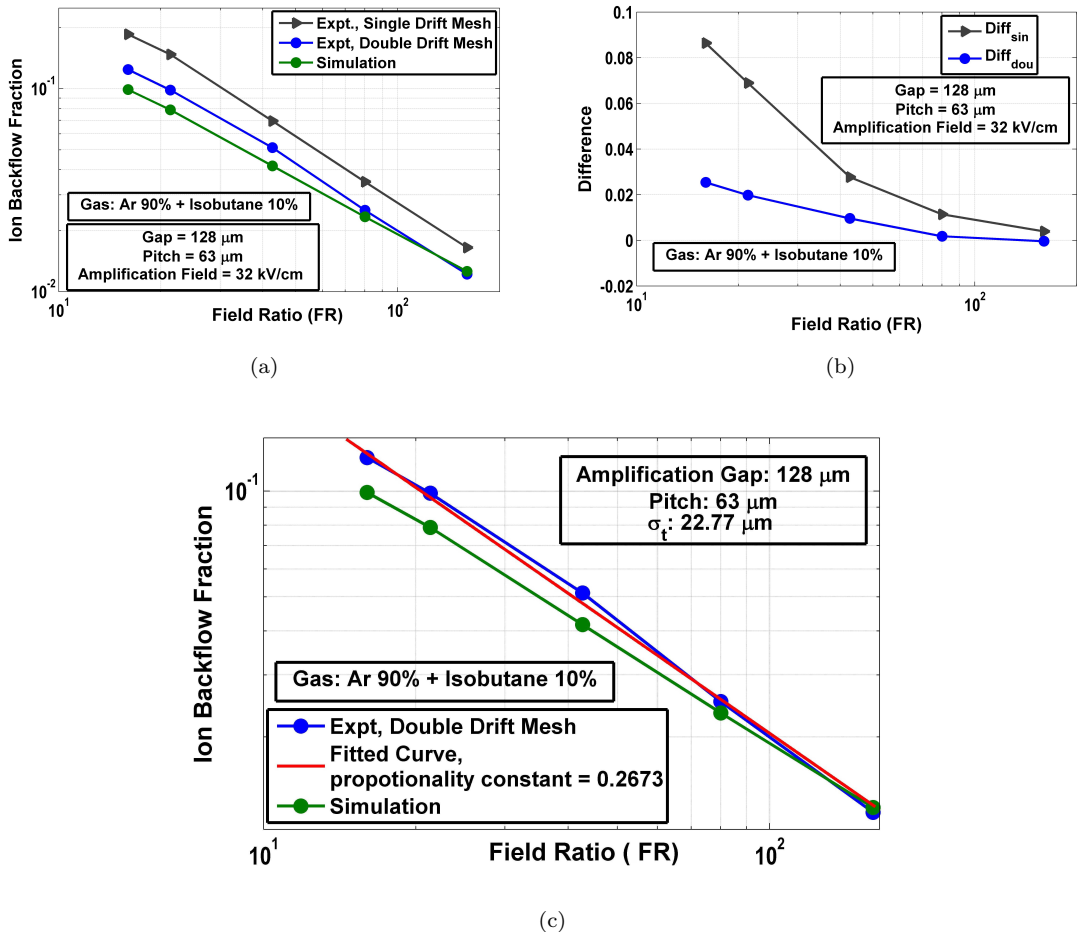 Expt., Single Drift Mesh
Expt, Double Drift Mesh
Simulation
10^-1
Ion Backflow Fraction
Gas: Ar 90% + Isobutane 10%
Gap = 128 μm
Pitch = 63 μm
Amplification Field = 32 kV/cm
10^-2
10^1
10^2
Field Ratio (FR)
(a)
0.1
0.08
0.06
0.04
0.02
0
-0.02
Difference
Diff_sin
Diff_dou
Gap = 128 μm
Pitch = 63 μm
Amplification Field = 32 kV/cm
Gas: Ar 90% + Isobutane 10%
10^1
10^2
Field Ratio (FR)
(b)
10^-1
Ion Backflow Fraction
Amplification Gap: 128 μm
Pitch: 63 μm
σ_t: 22.77 μm
Gas: Ar 90% + Isobutane 10%
Expt, Double Drift Mesh
Fitted Curve,
propotionality constant = 0.2673
Simulation
10^1
10^2
Field Ratio ( FR)
(c)